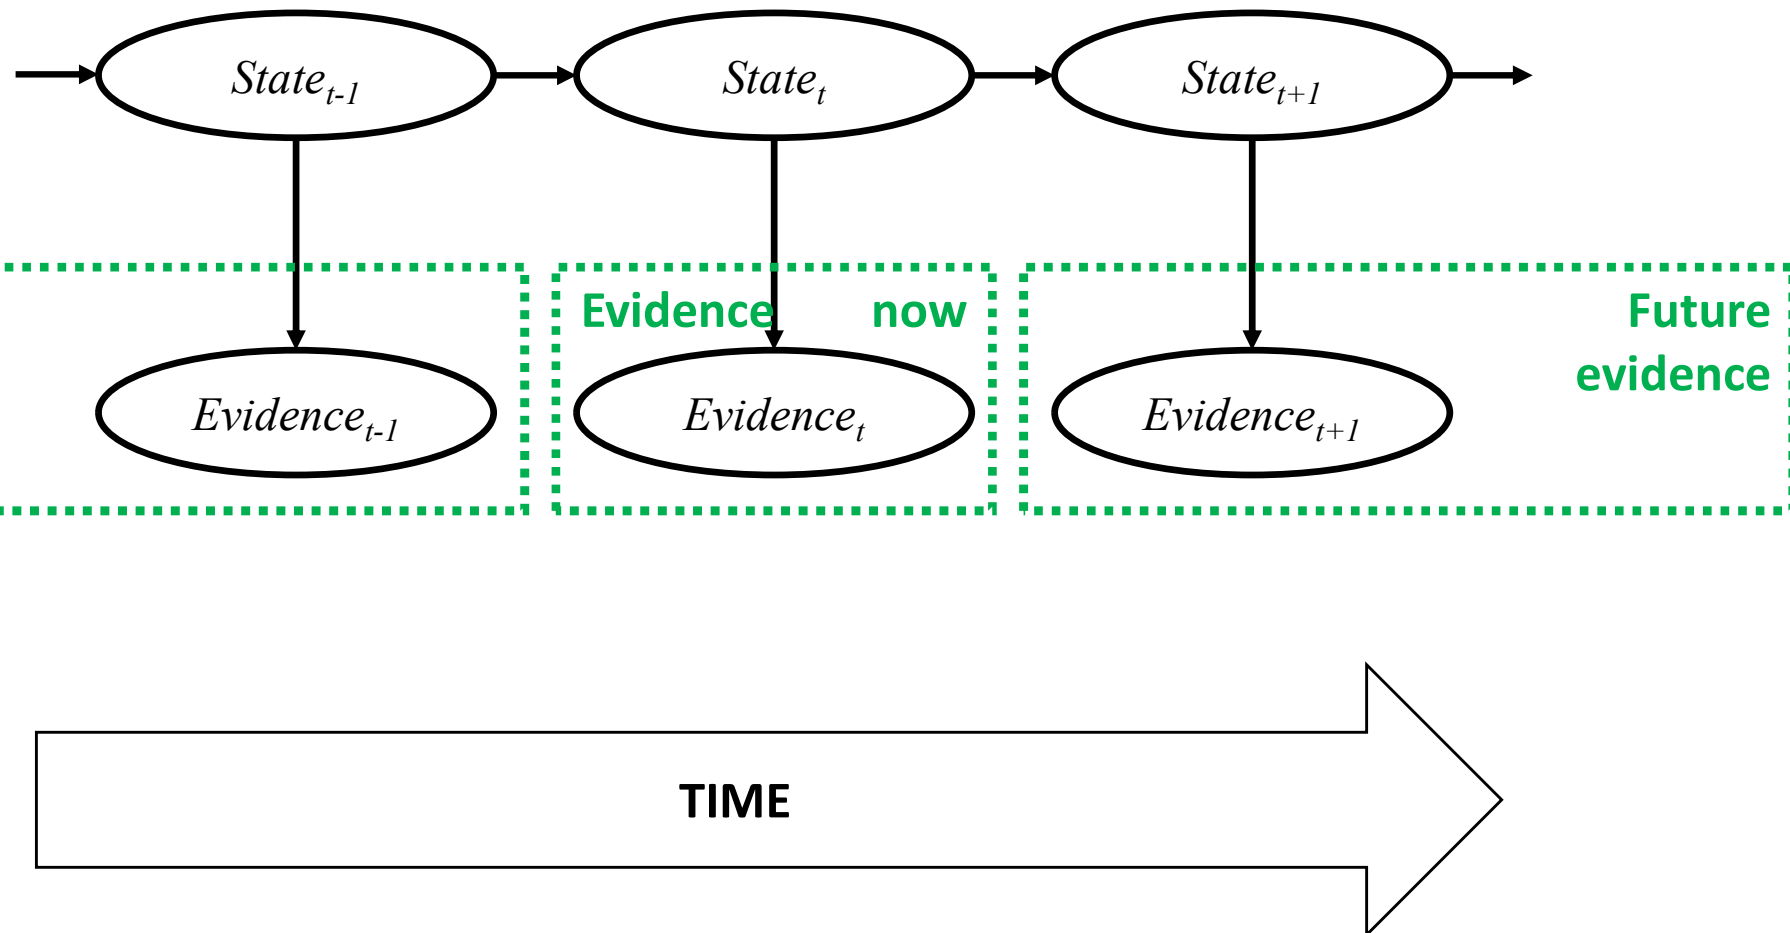 State_{t-1} State_t State_{t+1}
Evidence now Future
evidence
Evidence_{t-1} Evidence_t Evidence_{t+1}
TIME